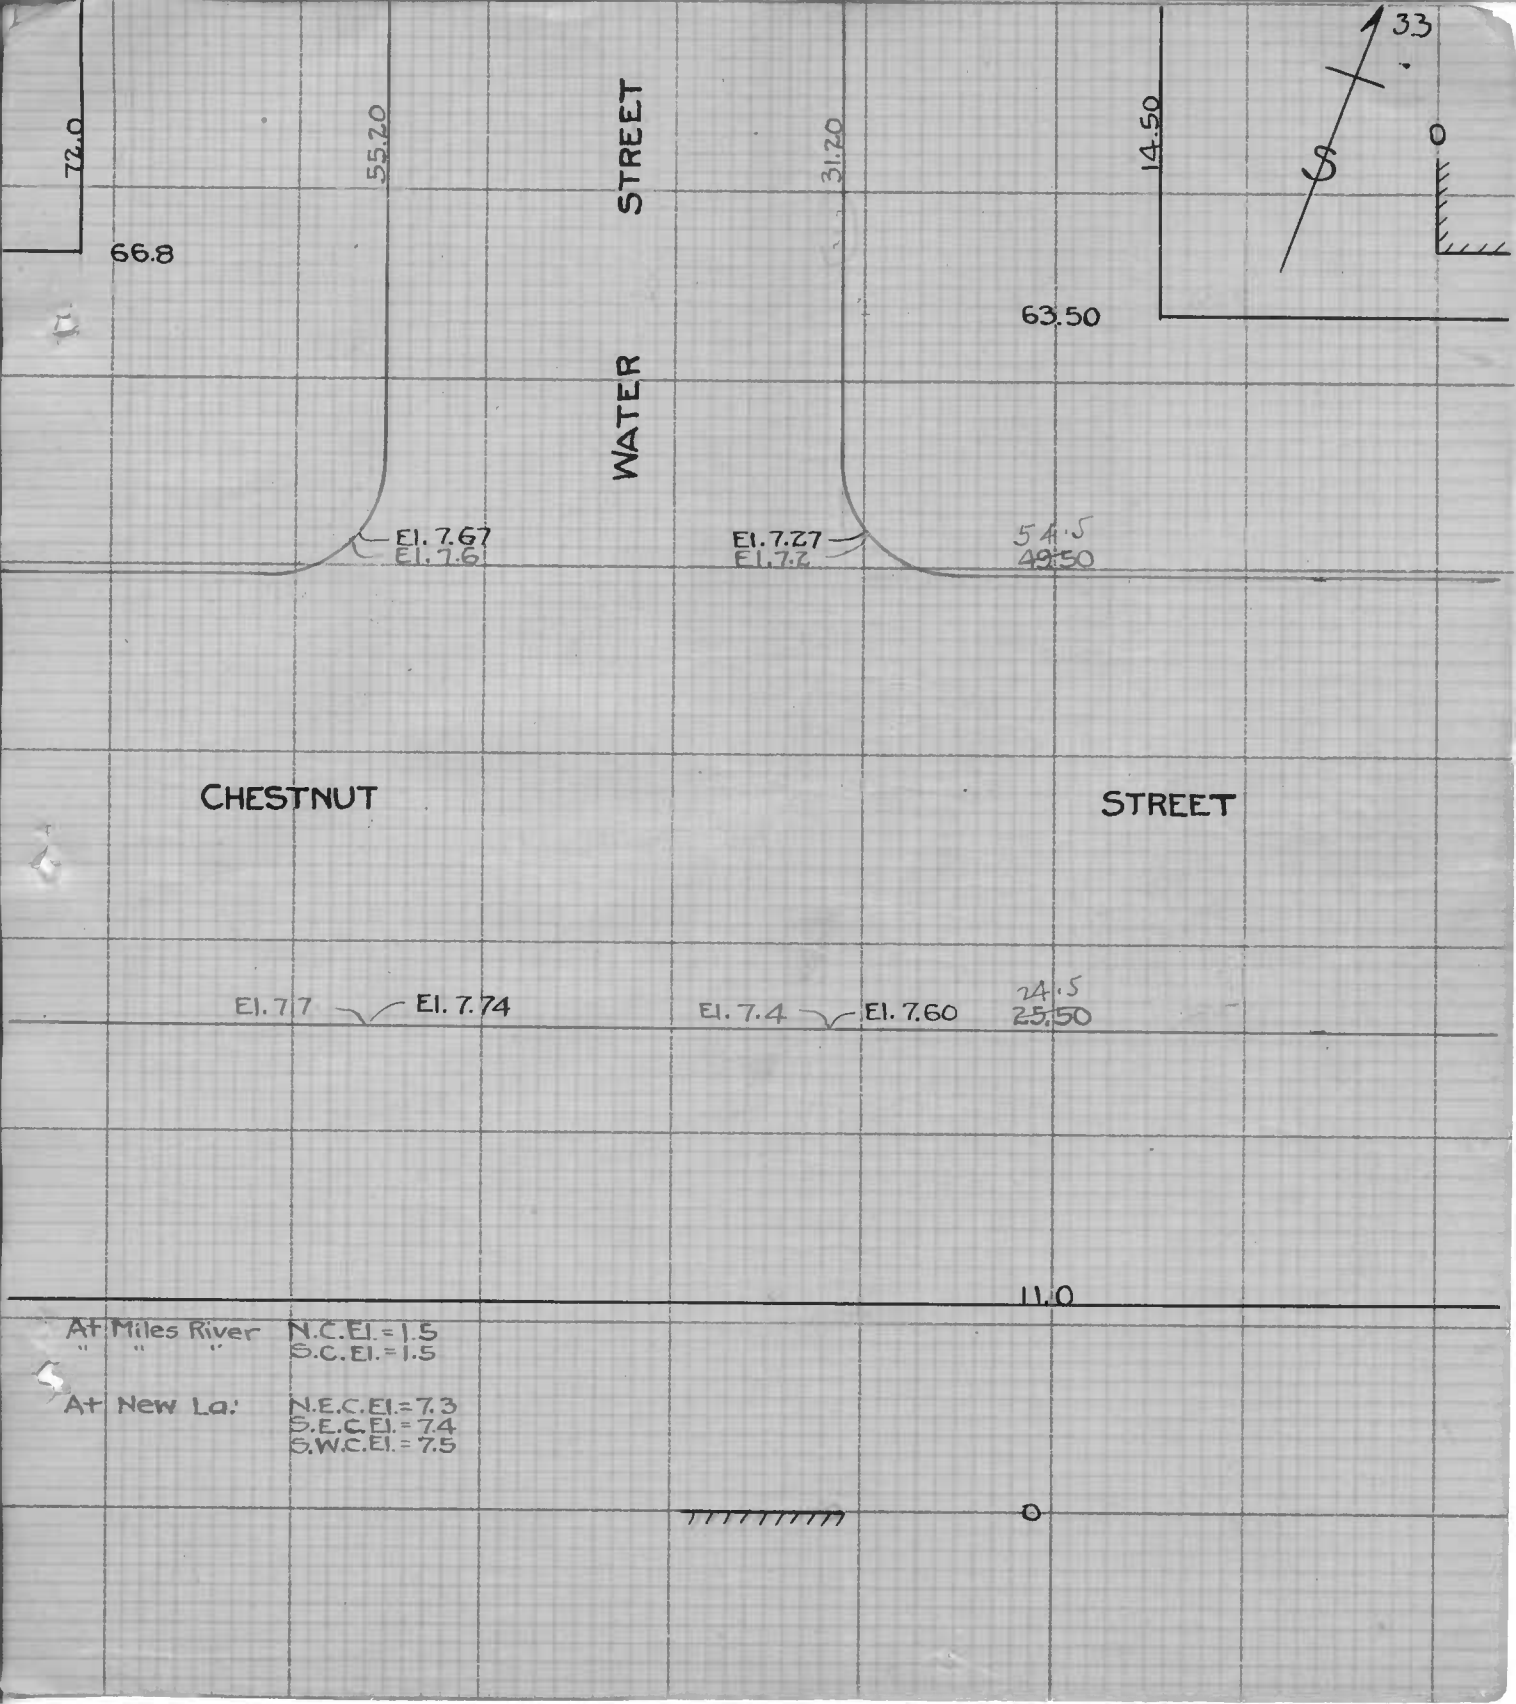 33
72.0
55.20
WATER STREET
31.20
14.50
S
0
66.8
63.50
El. 7.67
El. 7.6
El. 7.27
El. 7.2
54.5
49.50
CHESTNUT STREET
El. 7.7
El. 7.74
El. 7.4
El. 7.60
24.5
25.50
11.0
At Miles River N.C.El. = 1.5
" " " S.C.El. = 1.5
At New La: N.E.C.El. = 7.3
S.E.C.El. = 7.4
S.W.C.El. = 7.5
0